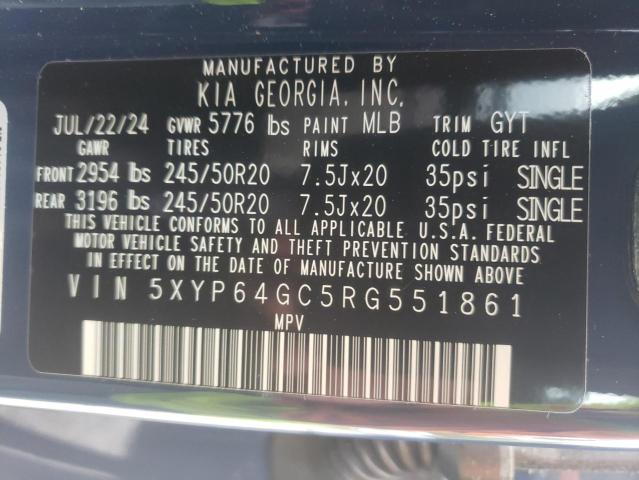 MANUFACTURED BY
KIA GEORGIA, INC.
JUL/22/24 GVWR 5776 lbs PAINT MLB TRIM GYT
GAWR TIRES RIMS COLD TIRE INFL
FRONT 2954 lbs 245/50R20 7.5Jx20 35psi SINGLE
REAR 3196 lbs 245/50R20 7.5Jx20 35psi SINGLE
THIS VEHICLE CONFORMS TO ALL APPLICABLE U.S.A. FEDERAL
MOTOR VEHICLE SAFETY AND THEFT PREVENTION STANDARDS
IN EFFECT ON THE DATE OF MANUFACTURE SHOWN ABOVE
VIN 5XYP64GC5RG551861
MPV